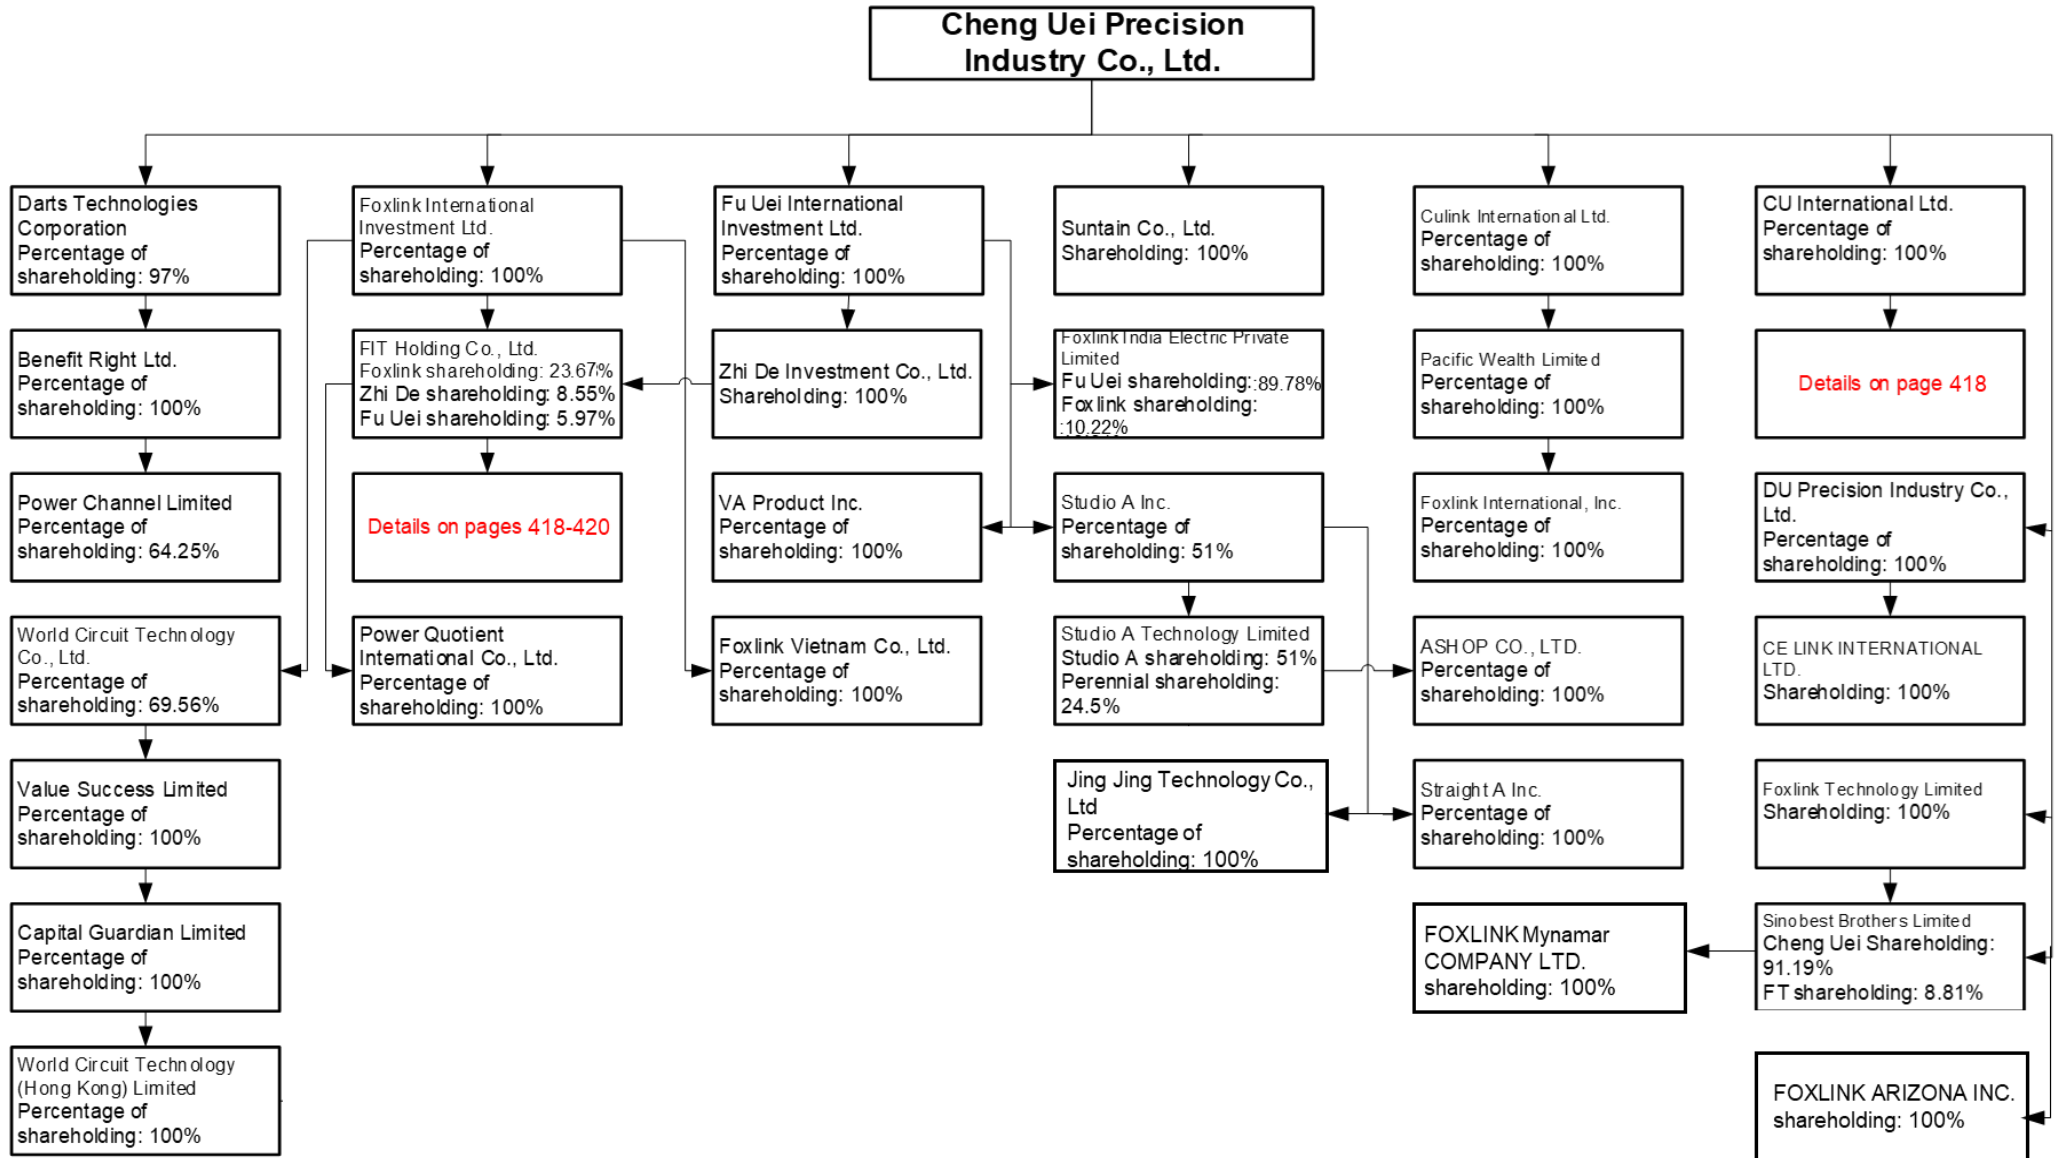 Cheng Uei Precision
Industry Co., Ltd.
Darts Technologies
Corporation
Percentage of
shareholding: 97%
Foxlink International
Investment Ltd.
Percentage of
shareholding: 100%
Fu Uei International
Investment Ltd.
Percentage of
shareholding: 100%
Suntain Co., Ltd.
Shareholding: 100%
Culink International Ltd.
Percentage of
shareholding: 100%
CU International Ltd.
Percentage of
shareholding: 100%
Benefit Right Ltd.
Percentage of
shareholding: 100%
FIT Holding Co., Ltd.
Foxlink shareholding: 23.67%
Zhi De shareholding: 8.55%
Fu Uei shareholding: 5.97%
Zhi De Investment Co., Ltd.
Shareholding: 100%
Foxlink India Electric Private
Limited
Fu Uei shareholding::89.78%
Foxlink shareholding:
:10.22%
Pacific Wealth Limited
Percentage of
shareholding: 100%
Details on page 418
Power Channel Limited
Percentage of
shareholding: 64.25%
Details on pages 418-420
VA Product Inc.
Percentage of
shareholding: 100%
Studio A Inc.
Percentage of
shareholding: 51%
Foxlink International, Inc.
Percentage of
shareholding: 100%
DU Precision Industry Co.,
Ltd.
Percentage of
shareholding: 100%
World Circuit Technology
Co., Ltd.
Percentage of
shareholding: 69.56%
Power Quotient
International Co., Ltd.
Percentage of
shareholding: 100%
Foxlink Vietnam Co., Ltd.
Percentage of
shareholding: 100%
Studio A Technology Limited
Studio A shareholding: 51%
Perennial shareholding:
24.5%
ASHOP CO., LTD.
Percentage of
shareholding: 100%
CE LINK INTERNATIONAL
LTD.
Shareholding: 100%
Value Success Limited
Percentage of
shareholding: 100%
Jing Jing Technology Co.,
Ltd
Percentage of
shareholding: 100%
Straight A Inc.
Percentage of
shareholding: 100%
Foxlink Technology Limited
Shareholding: 100%
Capital Guardian Limited
Percentage of
shareholding: 100%
FOXLINK Mynamar
COMPANY LTD.
shareholding: 100%
Sinobest Brothers Limited
Cheng Uei Shareholding:
91.19%
FT shareholding: 8.81%
World Circuit Technology
(Hong Kong) Limited
Percentage of
shareholding: 100%
FOXLINK ARIZONA INC.
shareholding: 100%